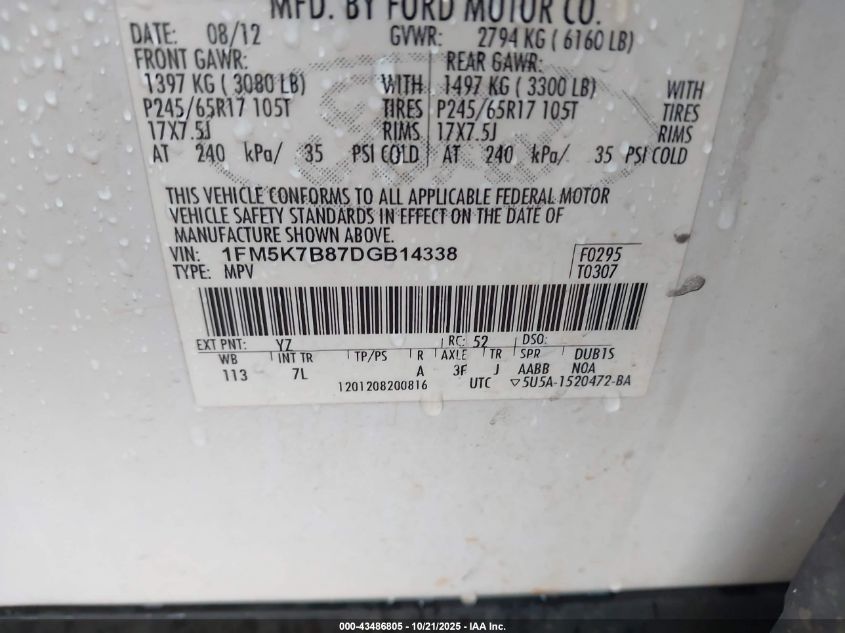 MFD. BY FORD MOTOR CO.
DATE: 08/12 GVWR: 2794 KG ( 6160 LB)
FRONT GAWR: REAR GAWR:
1397 KG ( 3080 LB) WITH 1497 KG ( 3300 LB) WITH
P245/65R17 105T TIRES P245/65R17 105T TIRES
17X7.5J RIMS 17X7.5J RIMS
AT 240 kPa/ 35 PSI COLD AT 240 kPa/ 35 PSI COLD
THIS VEHICLE CONFORMS TO ALL APPLICABLE FEDERAL MOTOR
VEHICLE SAFETY STANDARDS IN EFFECT ON THE DATE OF
MANUFACTURE SHOWN ABOVE.
VIN: 1FM5K7B87DGB14338 F0295
TYPE: MPV T0307
EXT PNT: YZ RC: 52 DSO:
WB INT TR TP/PS R AXLE TR SPR DUB1S
113 7L A 3F J AABB NOA
1201208200816 UTC ▽5U5A-1520472-BA
000-43486805 - 10/21/2025 - IAA Inc.